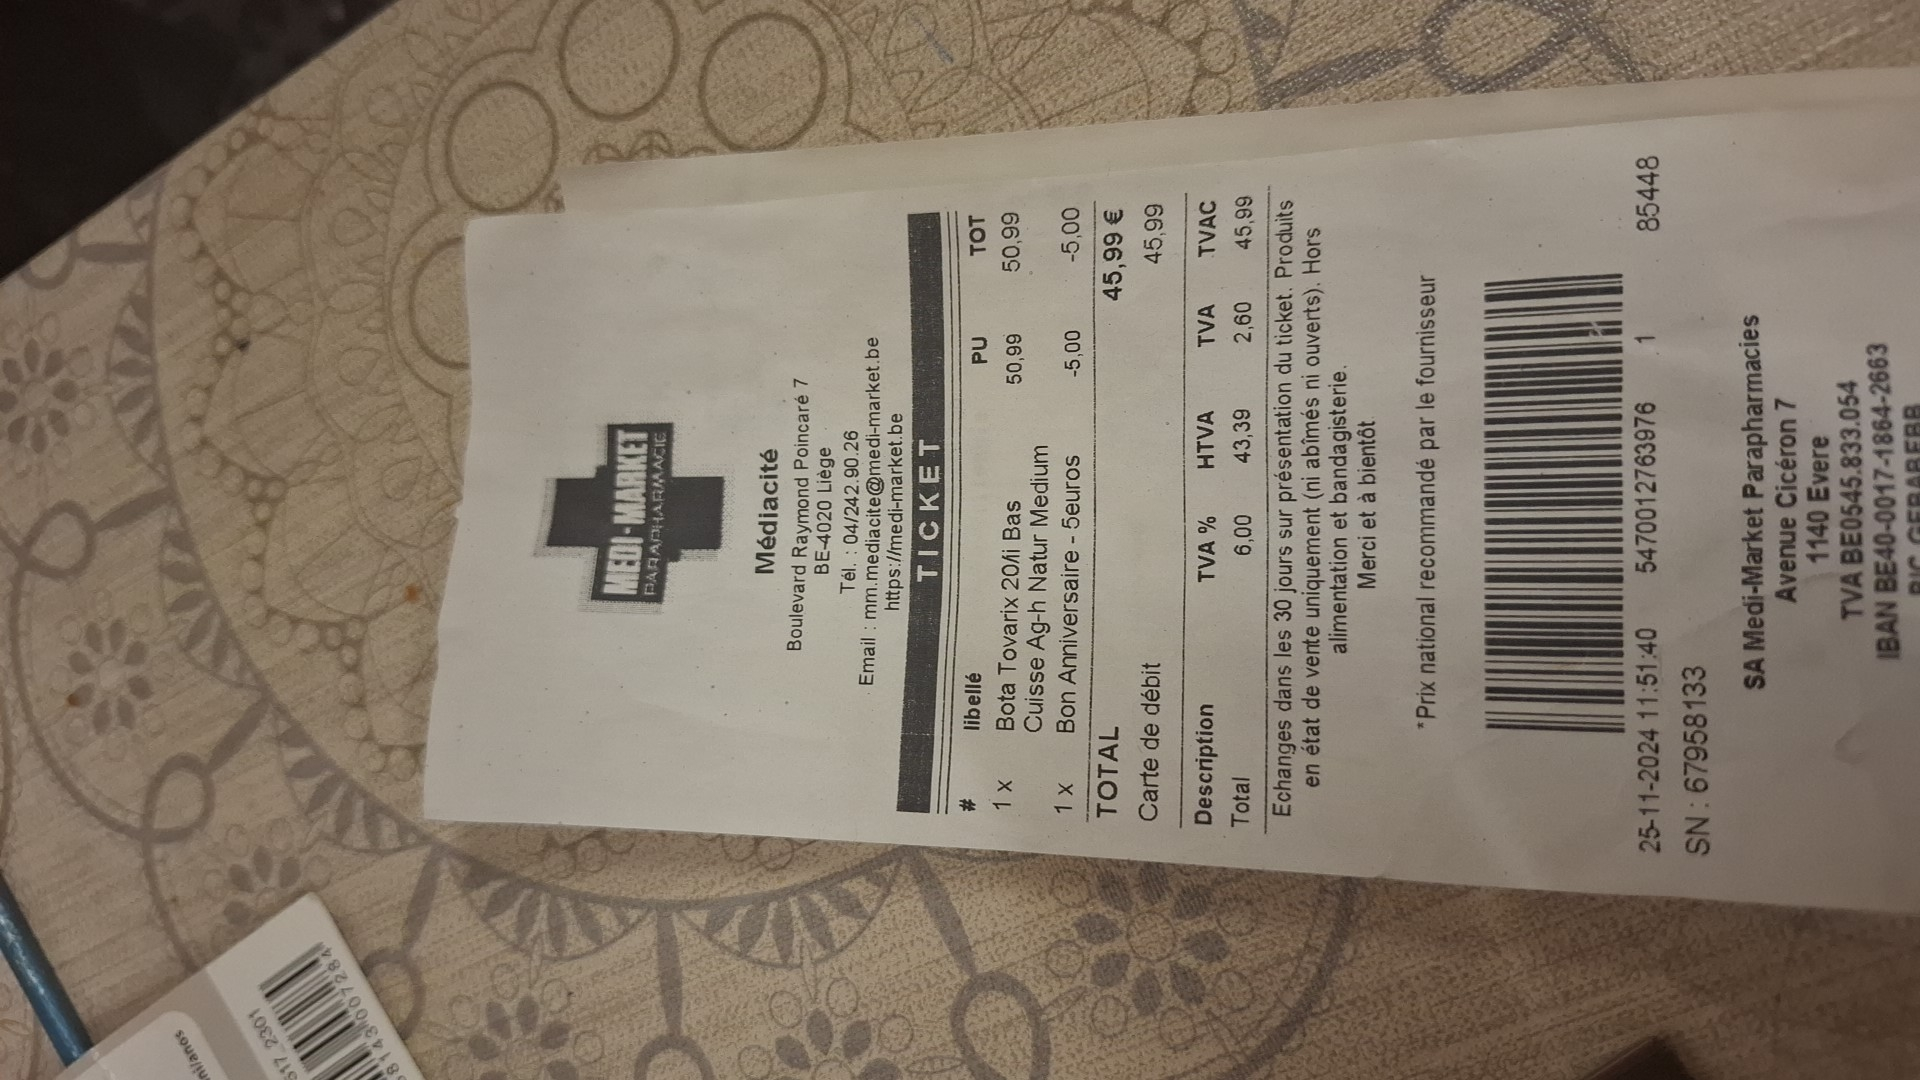 MEDI-MARKET
PARAPHARMACIE
Médiacité
Boulevard Raymond Poincaré 7
BE-4020 Liège
Tél. : 04/242.90.26
Email : mm.mediacite@medi-market.be
https://medi-market.be
TICKET
# libellé PU TOT
1 x Bota Tovarix 20/i Bas 50,99 50,99
Cuisse Ag-h Natur Medium
1 x Bon Anniversaire - 5euros -5,00 -5,00
TOTAL 45,99 €
Carte de débit 45,99
Description TVA % HTVA TVA TVAC
Total 6,00 43,39 2,60 45,99
Echanges dans les 30 jours sur présentation du ticket. Produits
en état de vente uniquement (ni abîmés ni ouverts). Hors
alimentation et bandagisterie.
Merci et à bientôt
*Prix national recommandé par le fournisseur
25-11-2024 11:51:40 5470012763976 1 85448
SN : 67958133
SA Medi-Market Parapharmacies
Avenue Cicéron 7
1140 Evere
TVA BE0545.833.054
IBAN BE40-0017-1864-2663
BIC GEBABEBB